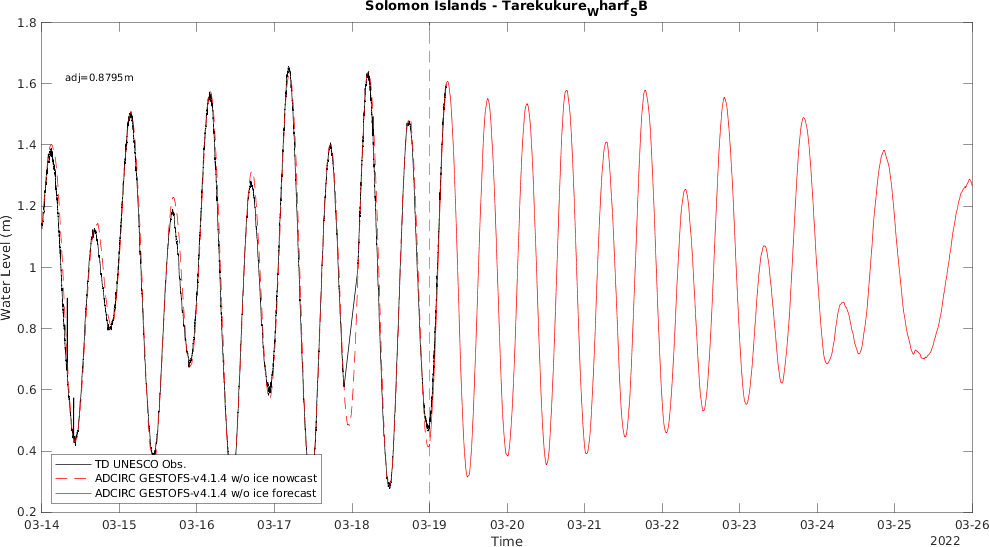 Solomon Islands - TarekukureWharfSB
1.8
1.6
1.4
1.2
1
0.8
0.6
0.4
0.2
Water Level (m)
adj=0.8795m
TD UNESCO Obs.
ADCIRC GESTOFS-v4.1.4 w/o ice nowcast
ADCIRC GESTOFS-v4.1.4 w/o ice forecast
03-14 03-15 03-16 03-17 03-18 03-19 03-20 03-21 03-22 03-23 03-24 03-25 03-26
Time
2022